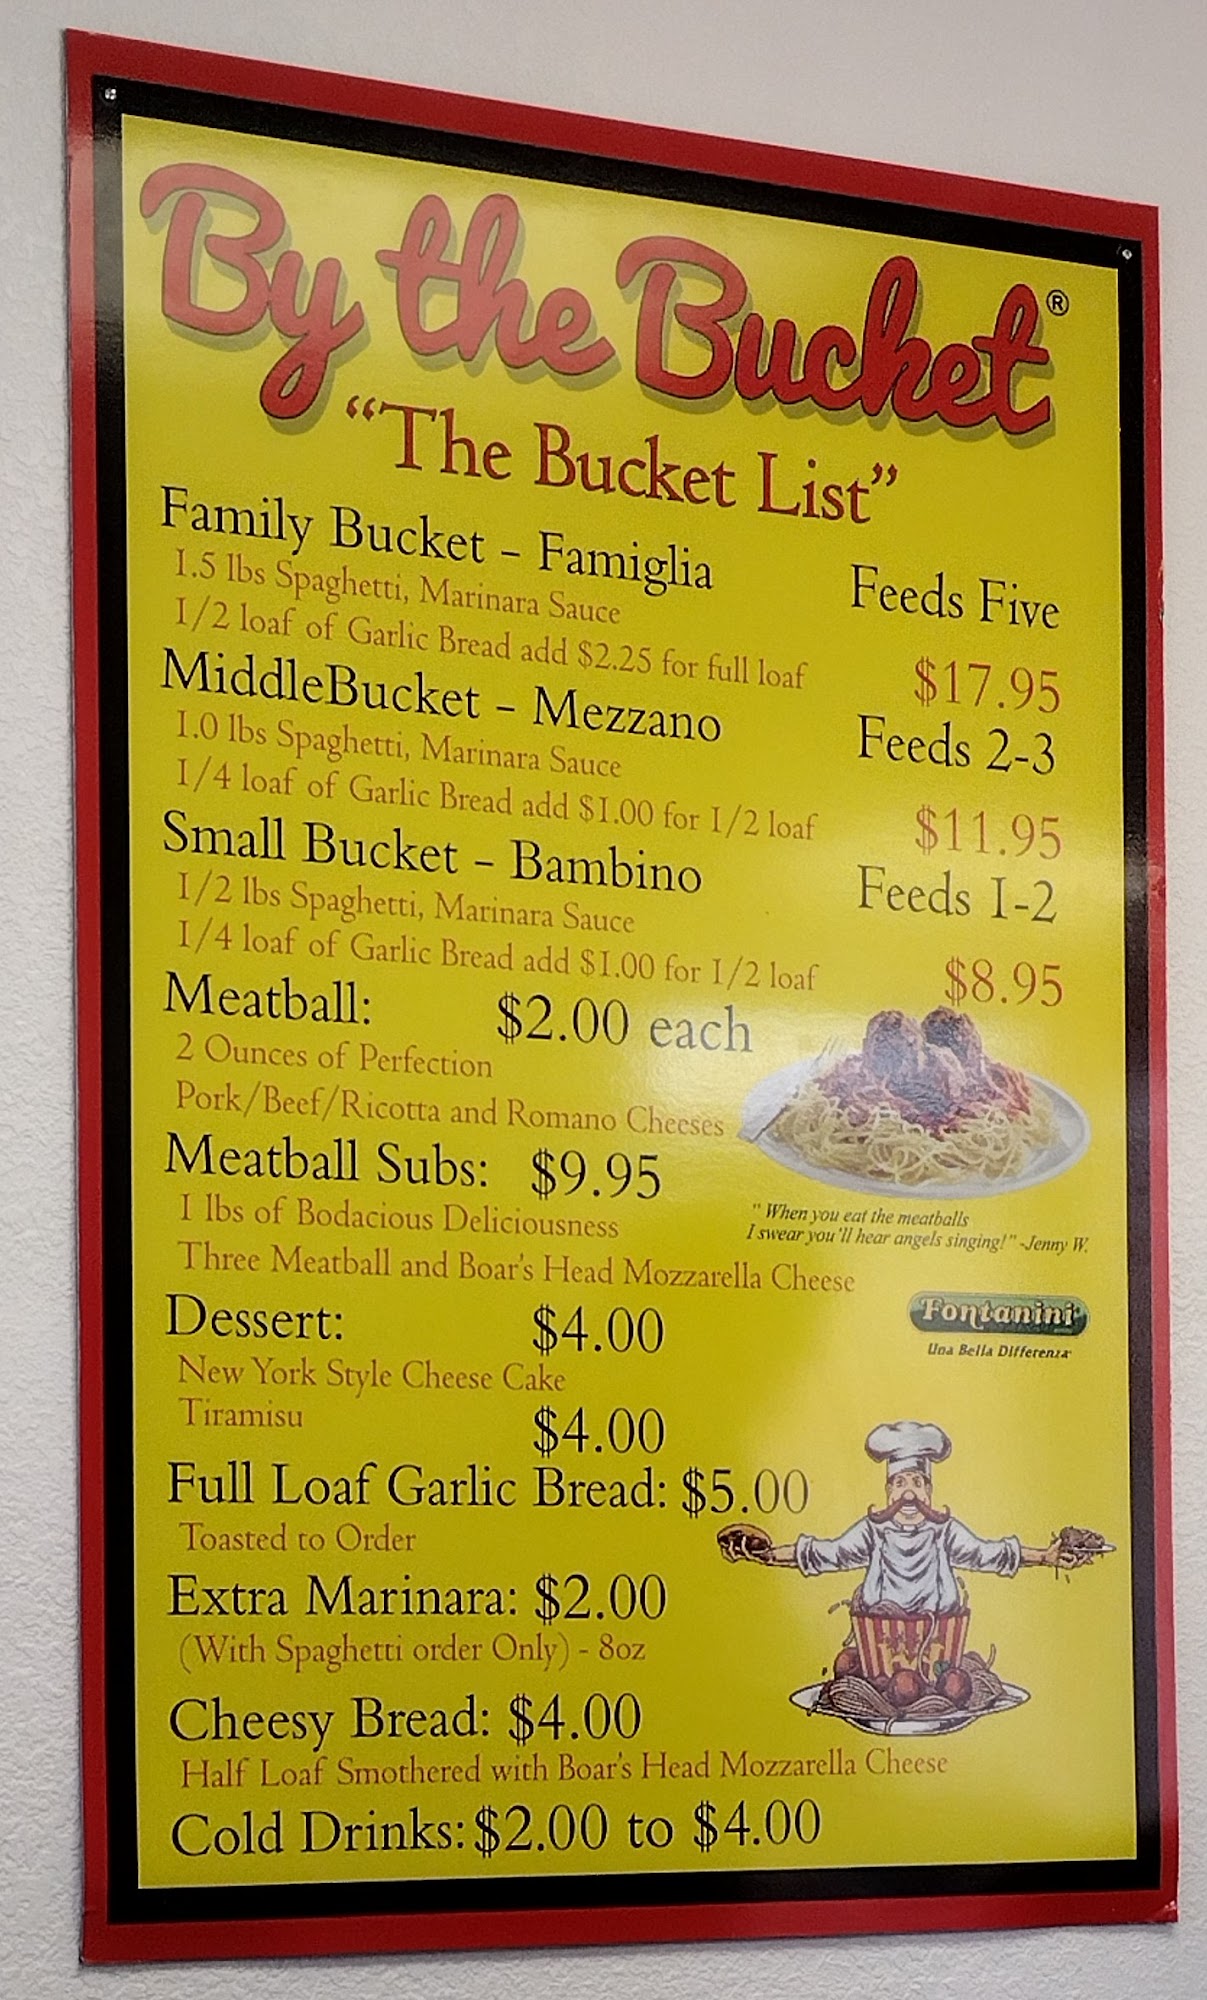 By the Bucket®
"The Bucket List"
Family Bucket - Famiglia Feeds Five
1.5 lbs Spaghetti, Marinara Sauce
1/2 loaf of Garlic Bread add $2.25 for full loaf $17.95
MiddleBucket - Mezzano Feeds 2-3
1.0 lbs Spaghetti, Marinara Sauce
1/4 loaf of Garlic Bread add $1.00 for 1/2 loaf $11.95
Small Bucket - Bambino Feeds 1-2
1/2 lbs Spaghetti, Marinara Sauce
1/4 loaf of Garlic Bread add $1.00 for 1/2 loaf $8.95
Meatball: $2.00 each
2 Ounces of Perfection
Pork/Beef/Ricotta and Romano Cheeses
Meatball Subs: $9.95
1 lbs of Bodacious Deliciousness
Three Meatball and Boar's Head Mozzarella Cheese
" When you eat the meatballs
I swear you'll hear angels singing!" -Jenny W.
Dessert: $4.00
New York Style Cheese Cake
Tiramisu $4.00
Fontanini
Una Bella Differenza
Full Loaf Garlic Bread: $5.00
Toasted to Order
Extra Marinara: $2.00
(With Spaghetti order Only) - 8oz
Cheesy Bread: $4.00
Half Loaf Smothered with Boar's Head Mozzarella Cheese
Cold Drinks: $2.00 to $4.00